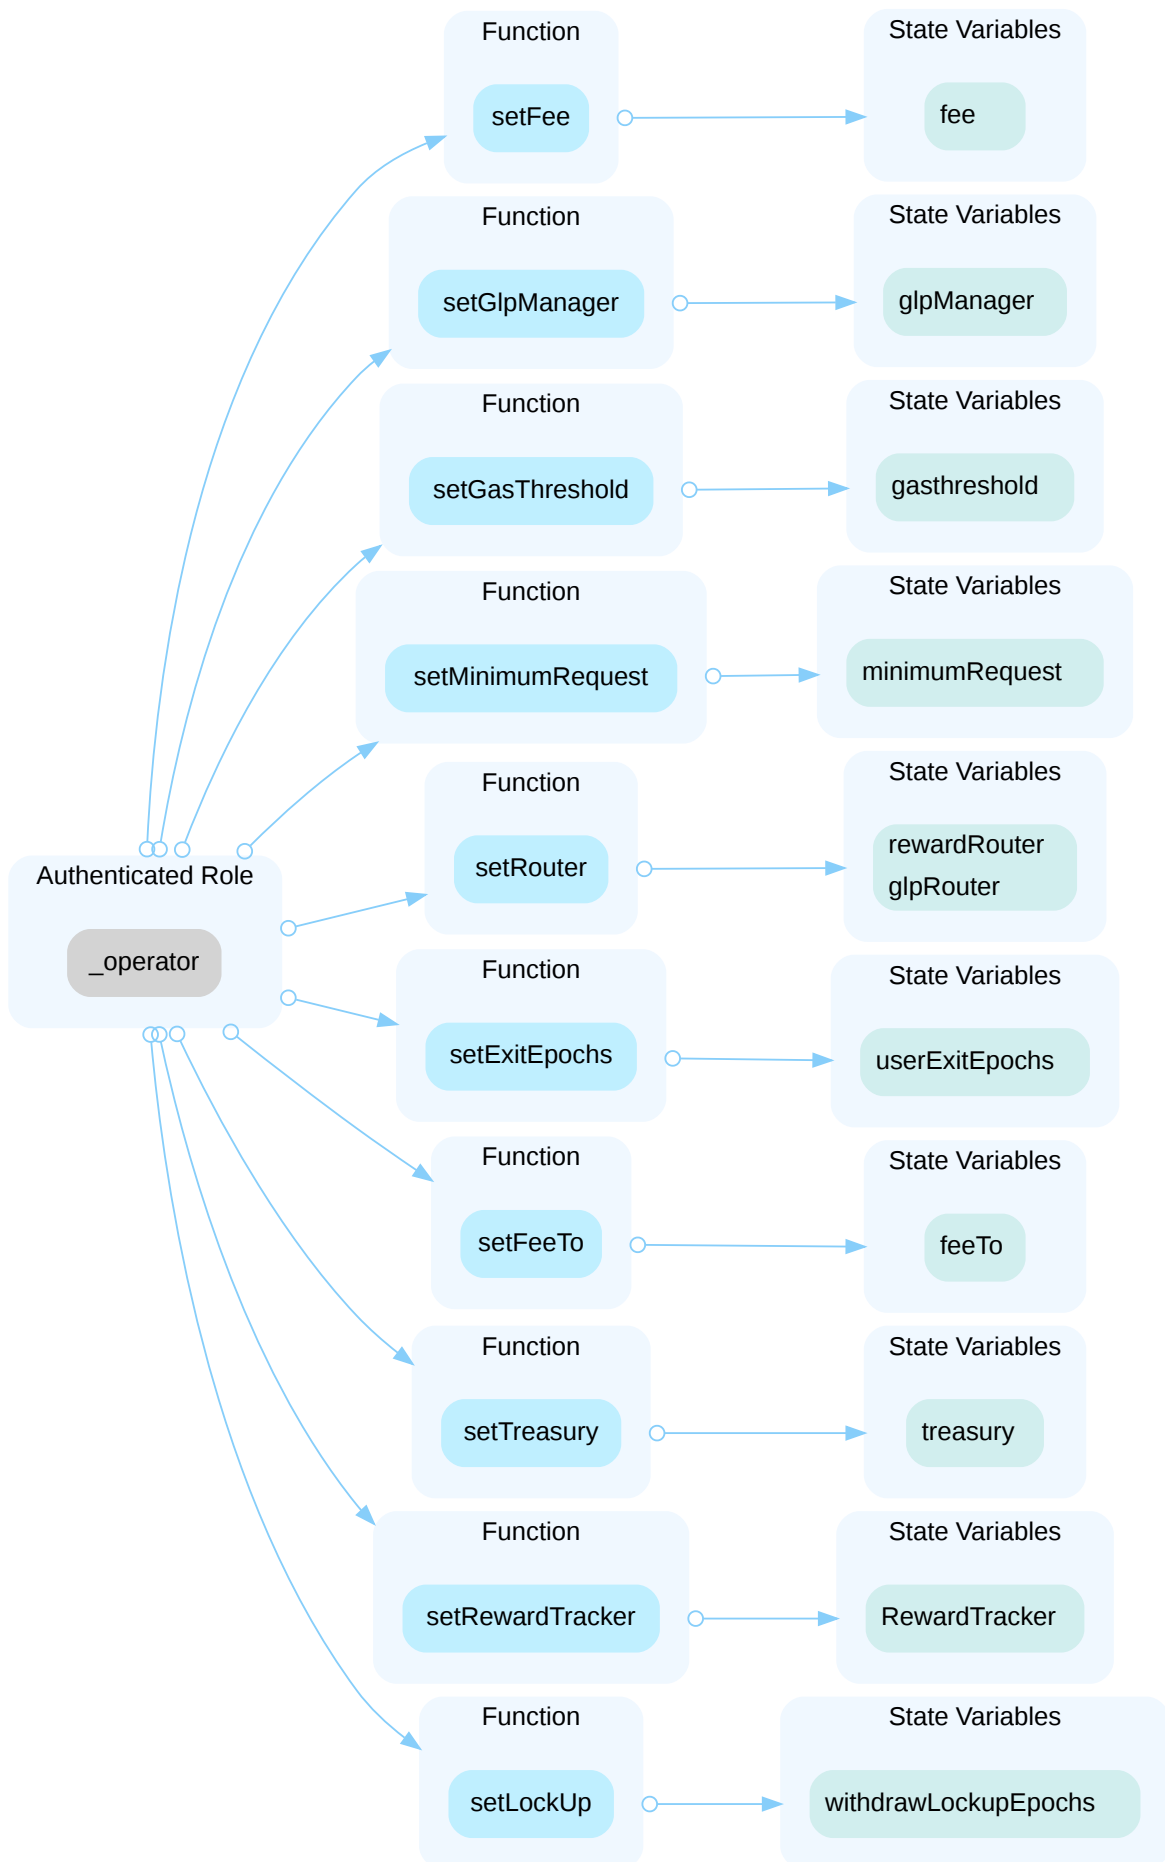 Function
State Variables
setFee
fee
Function
State Variables
setGlpManager
glpManager
Function
State Variables
setGasThreshold
gasthreshold
Function
State Variables
setMinimumRequest
minimumRequest
Function
State Variables
setRouter
rewardRouter
glpRouter
Authenticated Role
_operator
Function
State Variables
setExitEpochs
userExitEpochs
Function
State Variables
setFeeTo
feeTo
Function
State Variables
setTreasury
treasury
Function
State Variables
setRewardTracker
RewardTracker
Function
State Variables
setLockUp
withdrawLockupEpochs